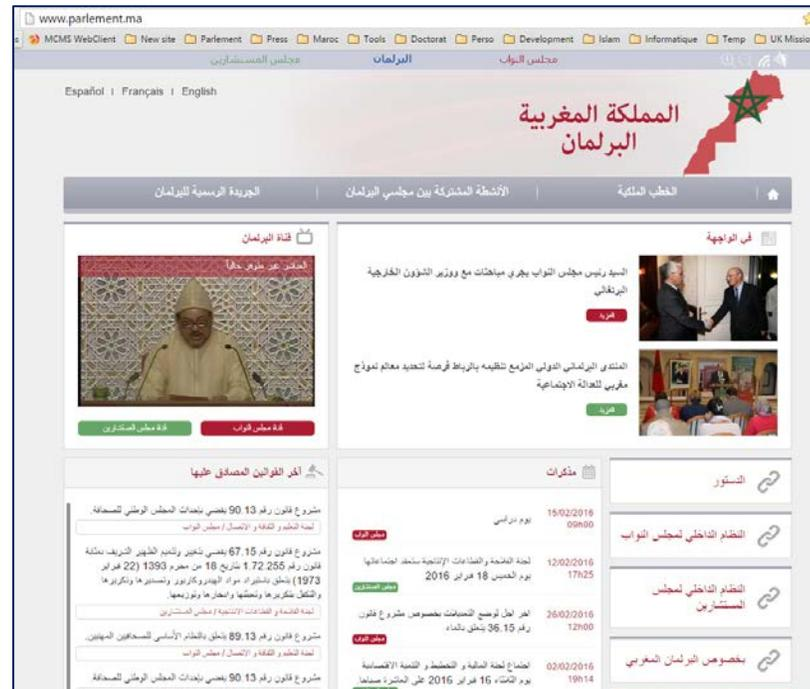 www.parlement.ma
MCMS WebClient New site Parlement Press Maroc Tools Doctorat Perso Development Islam Informatique Temp UK Missio
مجلس النواب البرلمان مجلس المستشارين
Español | Français | English
المملكة المغربية
البرلمان
الخطب الملكية | الأنشطة المشتركة بين مجلسي البرلمان | الجريدة الرسمية للبرلمان
في الواجهة
السيد رئيس مجلس النواب يجري مباحثات مع ووزير الشؤون الخارجية
البرتغالي
المزيد
المنتدى البرلماني الدولي المزمع تنظيمه بالرباط فرصة لتحديد معالم نموذج
مغربي للعدالة الاجتماعية
المزيد
قناة البرلمان
المباشر غير متوفر حاليا
قناة مجلس النواب قناة مجلس المستشارين
الدستور
النظام الداخلي لمجلس النواب
النظام الداخلي لمجلس
المستشارين
بخصوص البرلمان المغربي
مذكرات
15/02/2016
09h00
يوم دراسي
مجلس النواب
12/02/2016
17h25
لجنة الفلاحة والقطاعات الإنتاجية ستعقد اجتماعاتها
يوم الخميس 18 فبراير 2016
مجلس المستشارين
26/02/2016
12h00
اخر اجل لوضع التعديلات بخصوص مشروع قانون
رقم 36.15 يتعلق بالماء
مجلس النواب
02/02/2016
19h14
اجتماع لجنة المالية و التخطيط و التنمية الاقتصادية
يوم الثلاثاء 16 فبراير 2016 على العاشرة صباحا.
آخر القوانين المصادق عليها
مشروع قانون رقم 90.13 يقضي بإحداث المجلس الوطني للصحافة.
لجنة التعليم و الثقافة و الاتصال / مجلس النواب
مشروع قانون رقم 67.15 يقضي بتغيير وتتميم الظهير الشريف بمثابة
قانون رقم 1.72.255 بتاريخ 18 من محرم 1393 (22 فبراير
1973) يتعلق باستيراد مواد الهيدروكاربور وتصديرها وتكريرها
والتكفل بتكريرها وتعبئتها وادخارها وتوزيعها.
لجنة الفلاحة و القطاعات الانتاجية / مجلس المستشارين
مشروع قانون رقم 89.13 يتعلق بالنظام الأساسي للصحافيين المهنيين.
لجنة التعليم و الثقافة و الاتصال / مجلس النواب
مشروع قانون رقم 90.13 يقضي بإحداث المجلس الوطني للصحافة